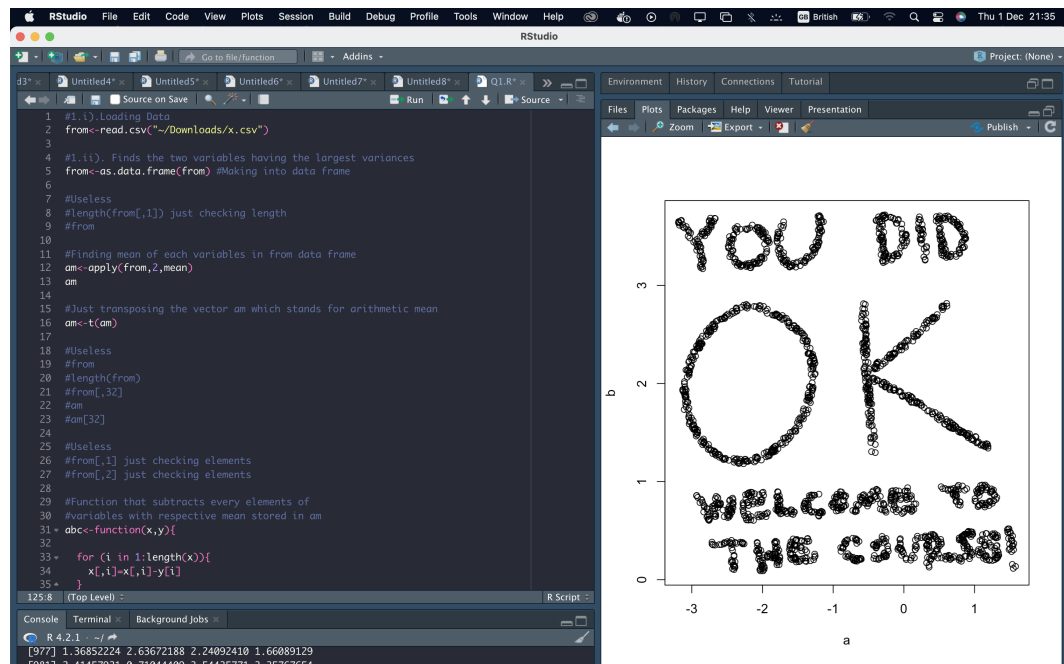 RStudio File Edit Code View Plots Session Build Debug Profile Tools Window Help GB British Thu 1 Dec 21:35
RStudio
Go to file/function Addins Project: (None)
d3* Untitled4* Untitled5* Untitled6* Untitled7* Untitled8* Q1.R*
Source on Save Run Source
1 #1.i).Loading Data
2 from<-read.csv("~/Downloads/x.csv")
3
4 #1.ii). Finds the two variables having the largest variances
5 from<-as.data.frame(from) #Making into data frame
6
7 #Useless
8 #length(from[,1]) just checking length
9 #from
10
11 #Finding mean of each variables in from data frame
12 am<-apply(from,2,mean)
13 am
14
15 #Just transposing the vector am which stands for arithmetic mean
16 am<-t(am)
17
18 #Useless
19 #from
20 #length(from)
21 #from[,32]
22 #am
23 #am[32]
24
25 #Useless
26 #from[,1] just checking elements
27 #from[,2] just checking elements
28
29 #Function that subtracts every elements of
30 #variables with respective mean stored in am
31 abc<-function(x,y){
32
33 for (i in 1:length(x)){
34 x[,i]=x[,i]-y[i]
35 }
125:8 (Top Level) R Script
Console Terminal Background Jobs
R 4.2.1 · ~/
[977] 1.36852224 2.63672188 2.24092410 1.66089129
Environment History Connections Tutorial
Files Plots Packages Help Viewer Presentation
Zoom Export Publish
YOU DID
OK
WELCOME TO
THE COURSE!
b
3
2
1
0
-3 -2 -1 0 1
a